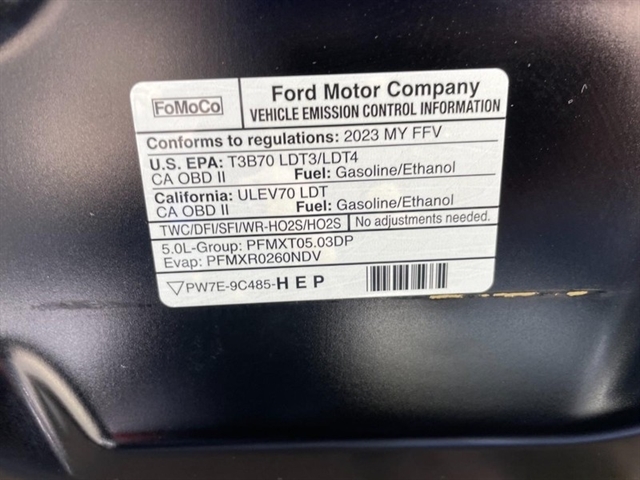 FoMoCo
Ford Motor Company
VEHICLE EMISSION CONTROL INFORMATION
Conforms to regulations: 2023 MY FFV
U.S. EPA: T3B70 LDT3/LDT4
CA OBD II Fuel: Gasoline/Ethanol
California: ULEV70 LDT
CA OBD II Fuel: Gasoline/Ethanol
TWC/DFI/SFI/WR-HO2S/HO2S No adjustments needed.
5.0L-Group: PFMXT05.03DP
Evap: PFMXR0260NDV
PW7E-9C485-HEP